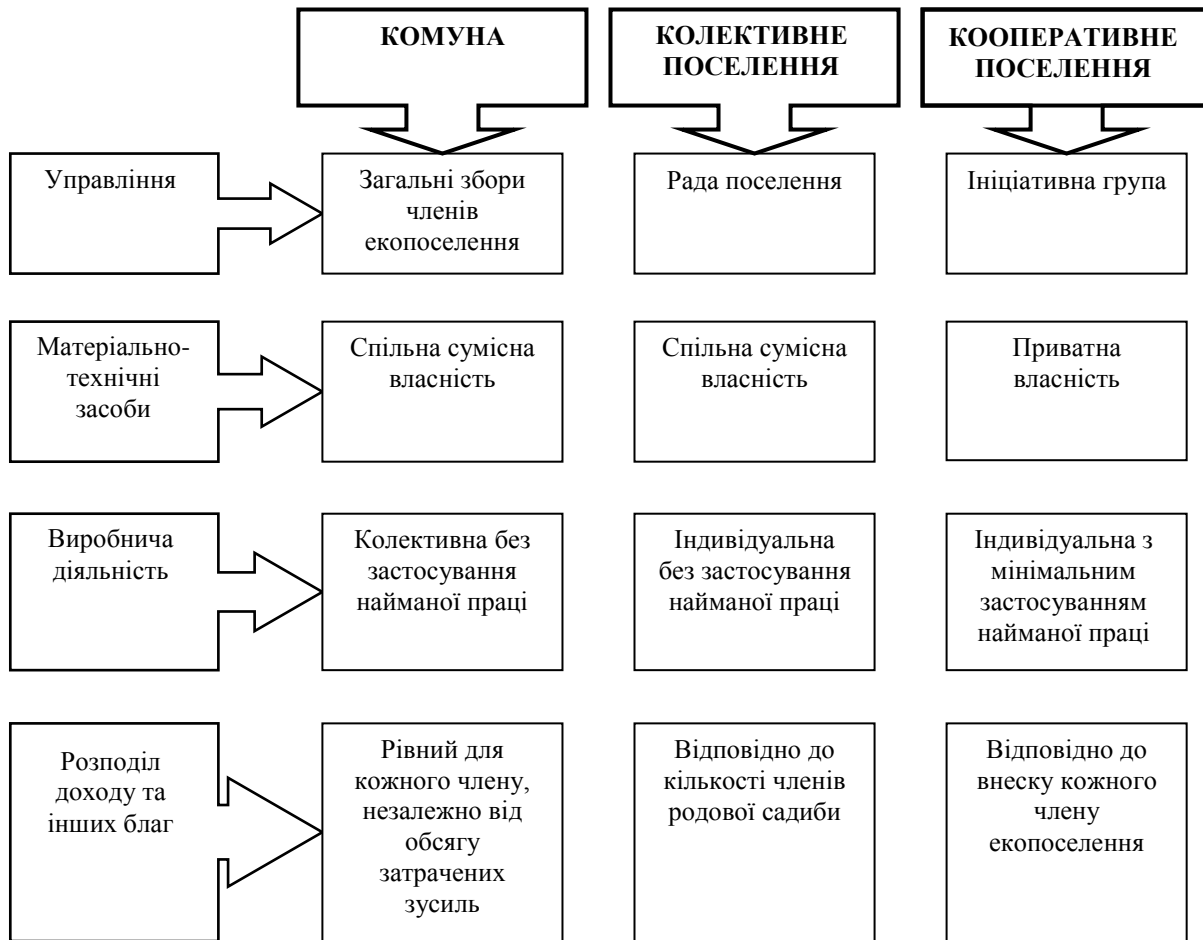 КОМУНА
КОЛЕКТИВНЕ
ПОСЕЛЕННЯ
КООПЕРАТИВНЕ
ПОСЕЛЕННЯ
Управління
Загальні збори
членів
екопоселення
Рада поселення
Ініціативна група
Матеріально-
технічні
засоби
Спільна сумісна
власність
Спільна сумісна
власність
Приватна
власність
Виробнича
діяльність
Колективна без
застосування
найманої праці
Індивідуальна
без застосування
найманої праці
Індивідуальна з
мінімальним
застосуванням
найманої праці
Розподіл
доходу та
інших благ
Рівний для
кожного члену,
незалежно від
обсягу
затрачених
зусиль
Відповідно до
кількості членів
родової садиби
Відповідно до
внеску кожного
члену
екопоселення